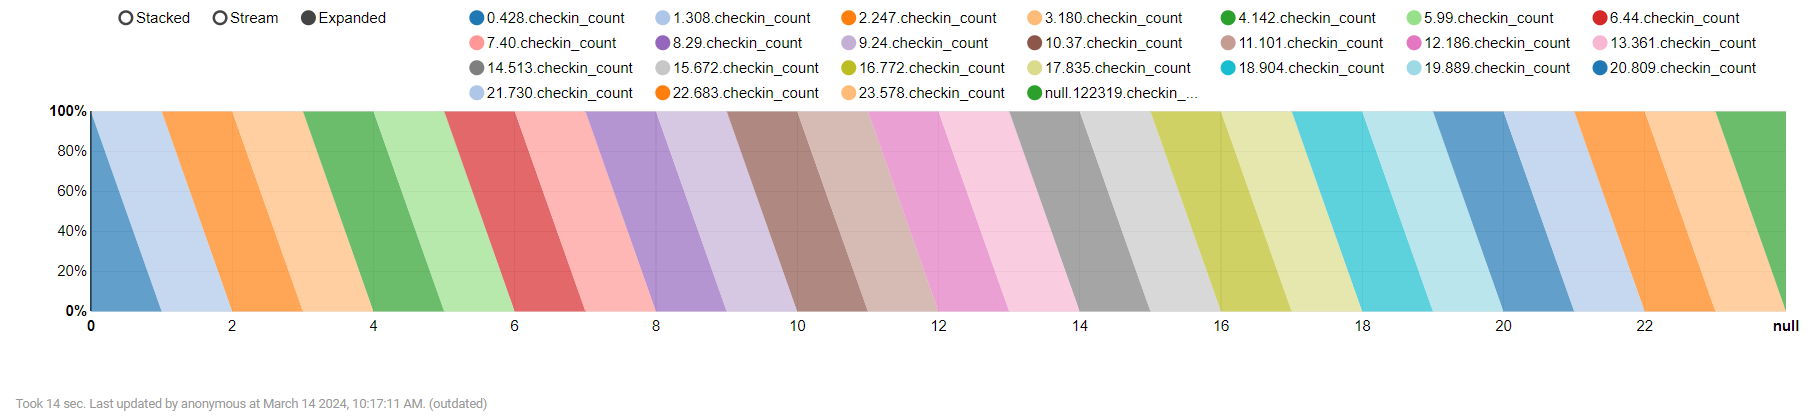 Stacked Stream Expanded
0.428.checkin_count 1.308.checkin_count 2.247.checkin_count 3.180.checkin_count 4.142.checkin_count 5.99.checkin_count 6.44.checkin_count
7.40.checkin_count 8.29.checkin_count 9.24.checkin_count 10.37.checkin_count 11.101.checkin_count 12.186.checkin_count 13.361.checkin_count
14.513.checkin_count 15.672.checkin_count 16.772.checkin_count 17.835.checkin_count 18.904.checkin_count 19.889.checkin_count 20.809.checkin_count
21.730.checkin_count 22.683.checkin_count 23.578.checkin_count null.122319.checkin_...
100%
80%
60%
40%
20%
0%
0 2 4 6 8 10 12 14 16 18 20 22 null
Took 14 sec. Last updated by anonymous at March 14 2024, 10:17:11 AM. (outdated)